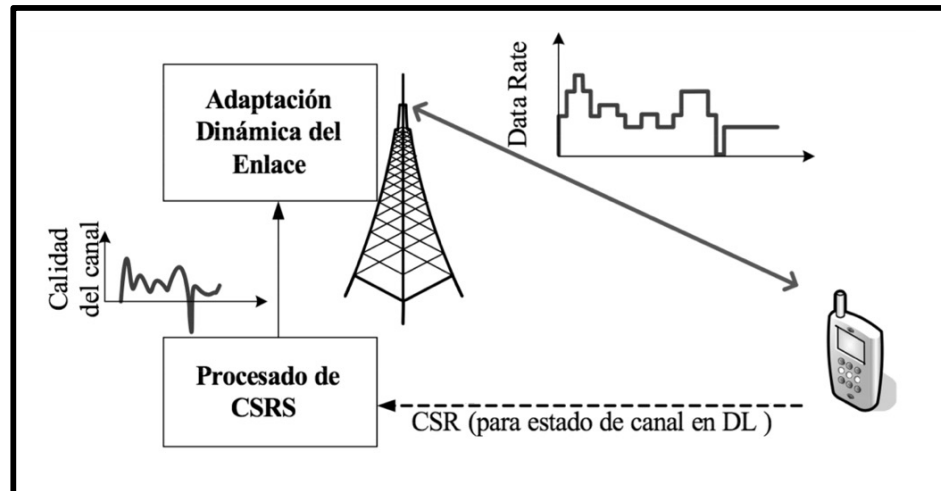 Adaptación
Dinámica del
Enlace
Data Rate
Calidad
del canal
Procesado de
CSRS
CSR (para estado de canal en DL )